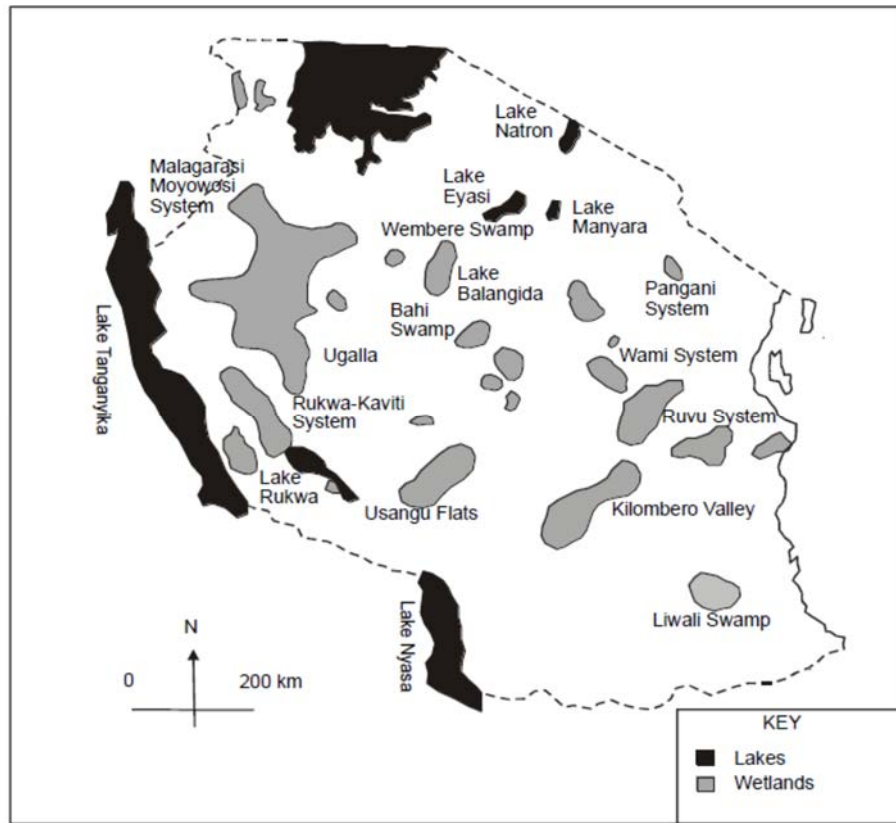 Lake
Natron
Malagarasi
Moyowosi
System
Lake
Eyasi
Lake
Manyara
Wembere Swamp
Lake
Balangida
Pangani
System
Bahi
Swamp
Lake Tanganyika
Ugalla
Wami System
Rukwa-Kaviti
System
Ruvu System
Lake
Rukwa
Usangu Flats
Kilombero Valley
Lake Nyasa
Liwali Swamp
N
0 200 km
KEY
Lakes
Wetlands